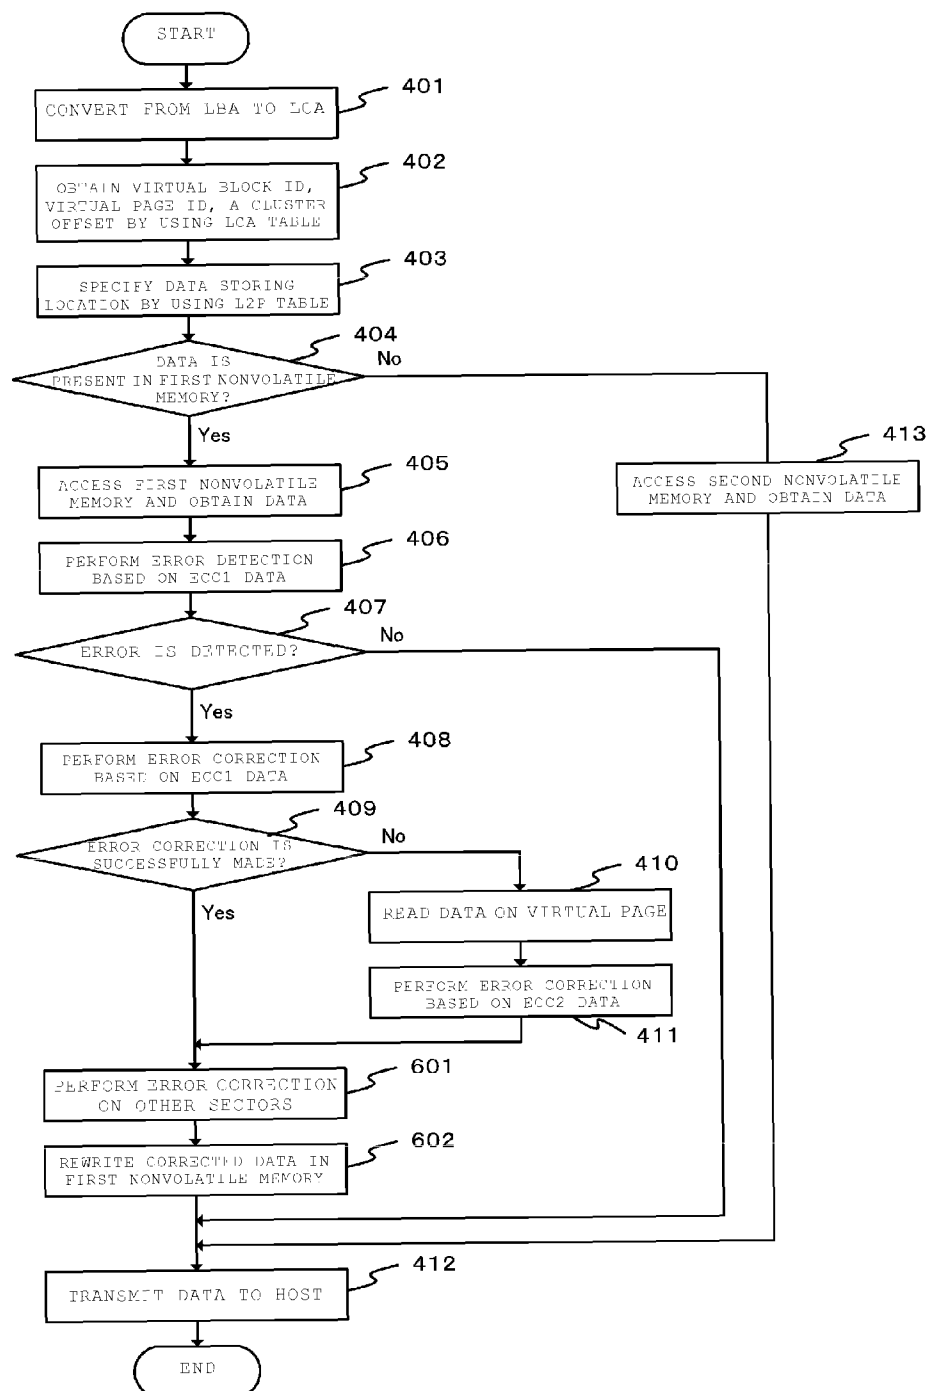 START
401
CONVERT FROM LBA TO LCA
402
OBTAIN VIRTUAL BLOCK ID,
VIRTUAL PAGE ID, A CLUSTER
OFFSET BY USING LCA TABLE
403
SPECIFY DATA STORING
LOCATION BY USING L2P TABLE
404
DATA IS
PRESENT IN FIRST NONVOLATILE
MEMORY?
No
Yes
413
ACCESS SECOND NONVOLATILE
MEMORY AND OBTAIN DATA
405
ACCESS FIRST NONVOLATILE
MEMORY AND OBTAIN DATA
406
PERFORM ERROR DETECTION
BASED ON ECC1 DATA
407
ERROR IS DETECTED?
No
Yes
408
PERFORM ERROR CORRECTION
BASED ON ECC1 DATA
409
ERROR CORRECTION IS
SUCCESSFULLY MADE?
No
Yes
410
READ DATA ON VIRTUAL PAGE
PERFORM ERROR CORRECTION
BASED ON ECC2 DATA
411
601
PERFORM ERROR CORRECTION
ON OTHER SECTORS
602
REWRITE CORRECTED DATA IN
FIRST NONVOLATILE MEMORY
412
TRANSMIT DATA TO HOST
END